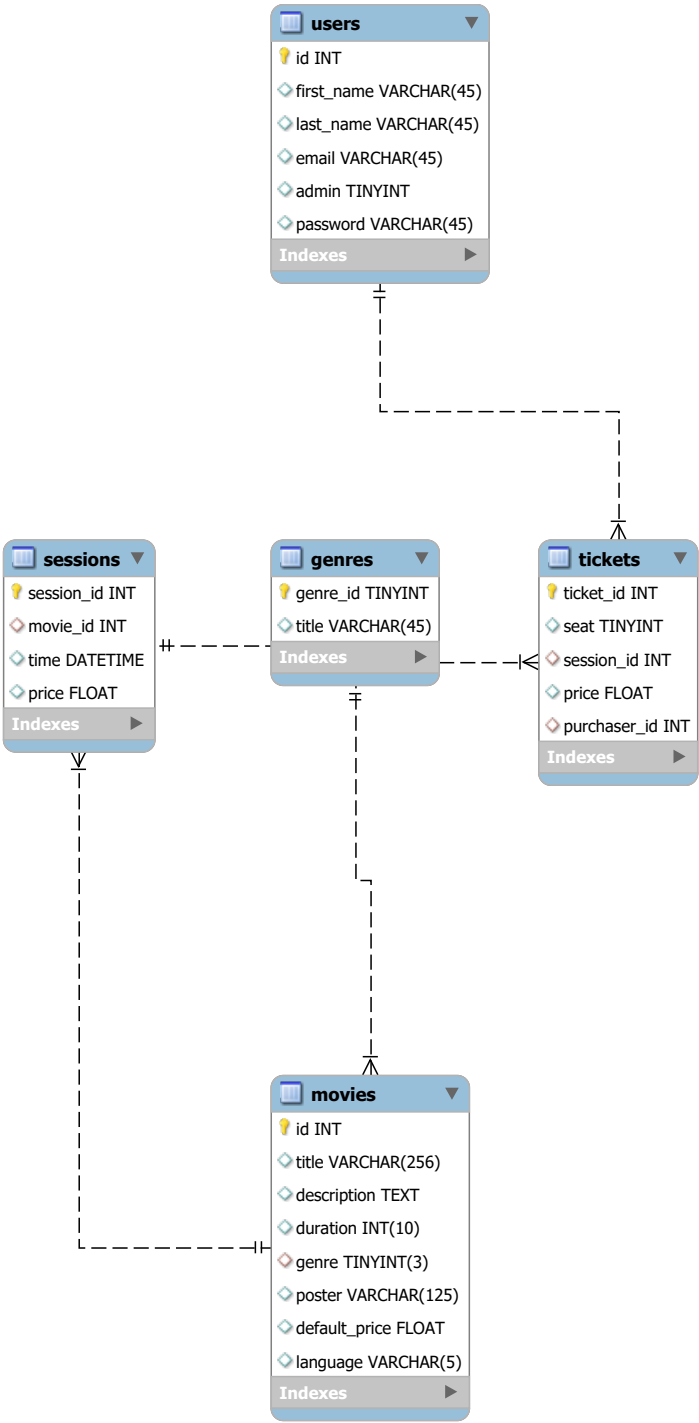 users
id INT
first_name VARCHAR(45)
last_name VARCHAR(45)
email VARCHAR(45)
admin TINYINT
password VARCHAR(45)
Indexes
sessions
session_id INT
movie_id INT
time DATETIME
price FLOAT
Indexes
genres
genre_id TINYINT
title VARCHAR(45)
Indexes
tickets
ticket_id INT
seat TINYINT
session_id INT
price FLOAT
purchaser_id INT
Indexes
movies
id INT
title VARCHAR(256)
description TEXT
duration INT(10)
genre TINYINT(3)
poster VARCHAR(125)
default_price FLOAT
language VARCHAR(5)
Indexes